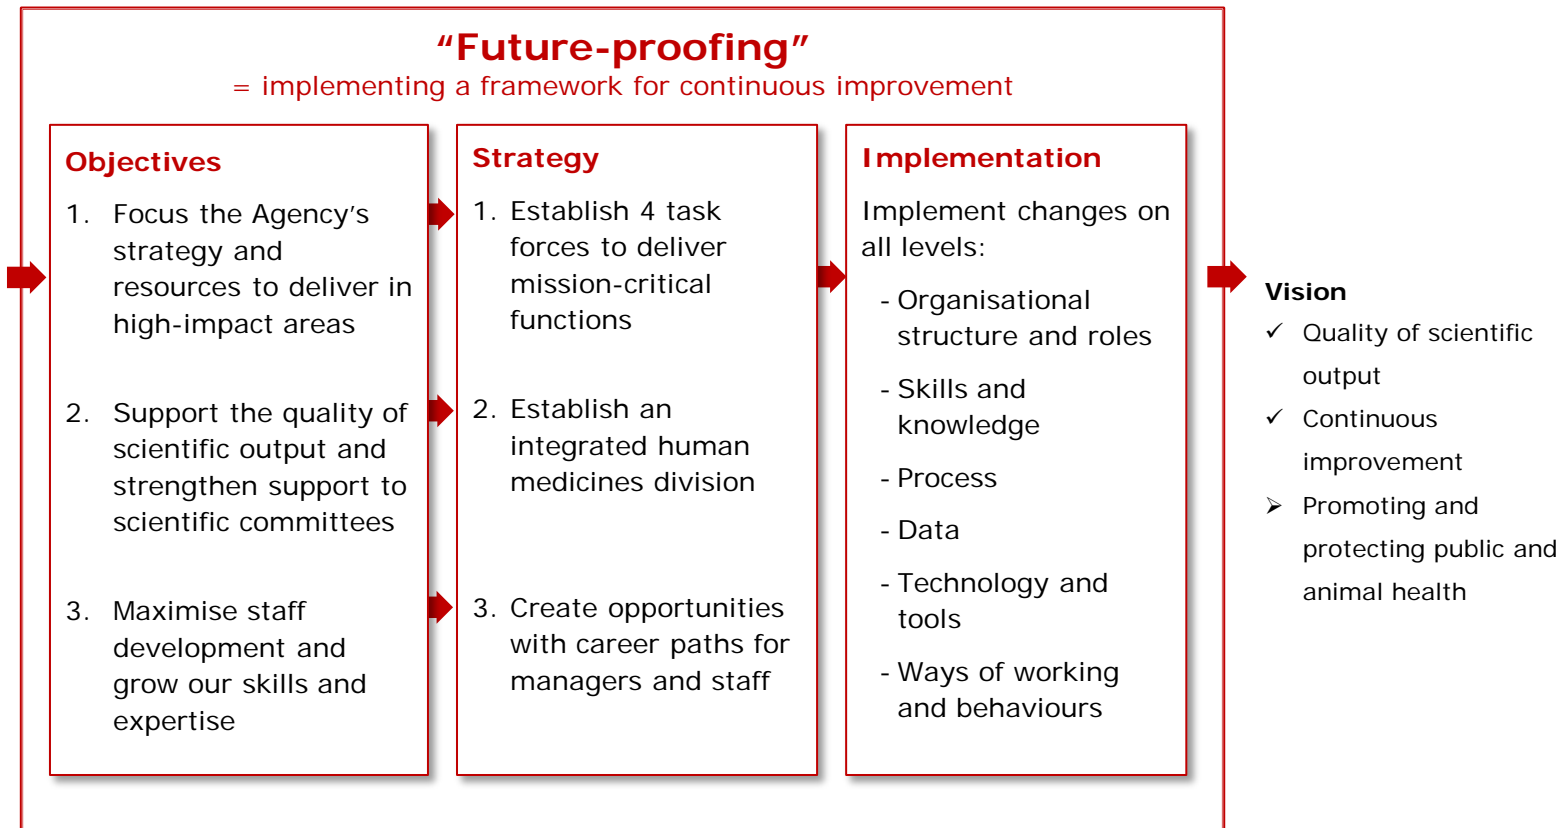 “Future-proofing”
= implementing a framework for continuous improvement
Objectives
1. Focus the Agency’s
strategy and
resources to deliver in
high-impact areas
2. Support the quality of
scientific output and
strengthen support to
scientific committees
3. Maximise staff
development and
grow our skills and
expertise
Strategy
1. Establish 4 task
forces to deliver
mission-critical
functions
2. Establish an
integrated human
medicines division
3. Create opportunities
with career paths for
managers and staff
Implementation
Implement changes on
all levels:
- Organisational
structure and roles
- Skills and
knowledge
- Process
- Data
- Technology and
tools
- Ways of working
and behaviours
Vision
✓ Quality of scientific
output
✓ Continuous
improvement
➢ Promoting and
protecting public and
animal health